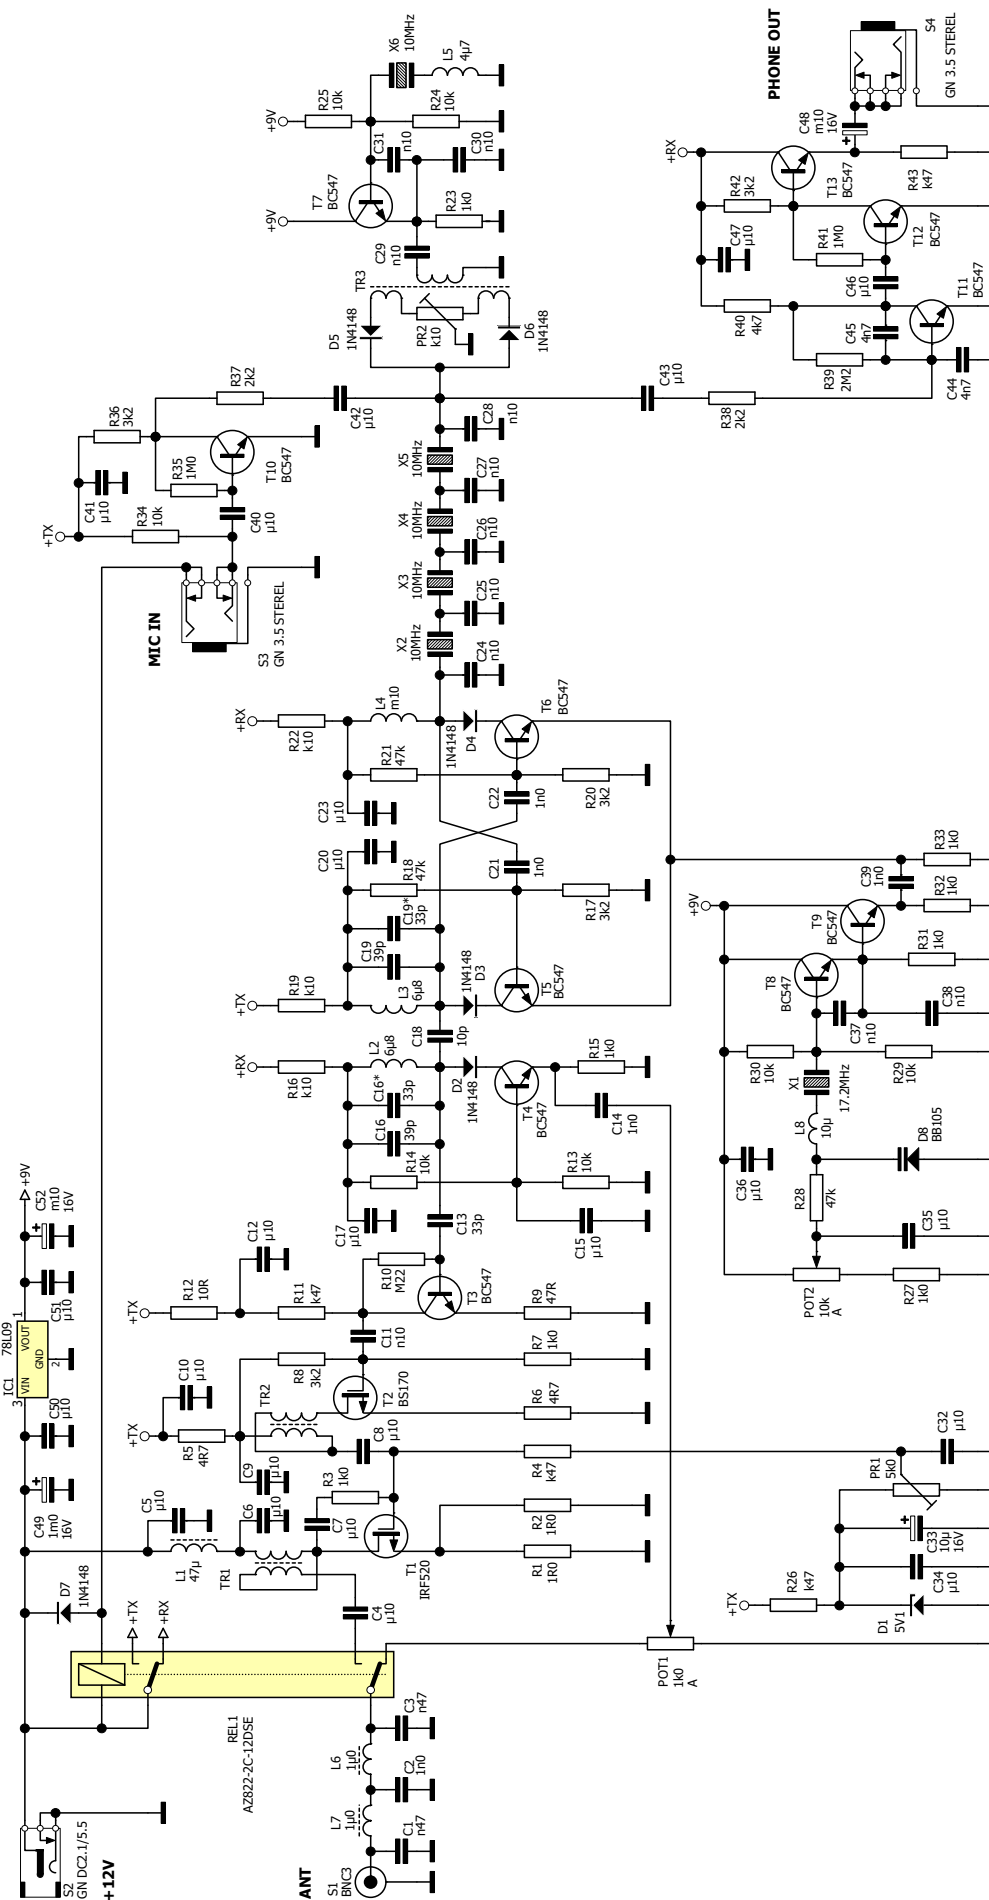 S2
GN DC2.1/5.5
+12V
ANT
S1
BNC3
C1
n47
L7
1µ0
C2
1n0
L6
1µ0
C3
n47
REL1
AZ822-2C-12DSE
D7
1N4148
+TX
+RX
C49
1m0
16V
C50
µ10
IC1
78L09
3
VIN
VOUT
1
GND
2
C51
µ10
C52
m10
16V
+9V
C4
µ10
TR1
L1
47µ
C5
µ10
C6
µ10
C7
µ10
R3
1k0
T1
IRF520
R1
1R0
R2
1R0
R4
k47
C8
µ10
C9
µ10
+TX
R5
4R7
C10
µ10
TR2
R8
3k2
T2
BS170
R6
4R7
R7
1k0
C11
n10
+TX
R12
10R
C12
µ10
R11
k47
R10
M22
T3
BC547
R9
47R
C13
33p
C17
µ10
R14
10k
C16
39p
C16*
33p
+RX
R16
k10
L2
6µ8
D2
1N4148
T4
BC547
C15
µ10
R13
10k
C14
1n0
R15
1k0
C18
10p
+TX
R19
k10
L3
6µ8
C19
39p
C19*
33p
R18
47k
C20
µ10
D3
1N4148
T5
BC547
R17
3k2
C21
1n0
C22
1n0
C23
µ10
R21
47k
+RX
R22
k10
L4
m10
D4
1N4148
T6
BC547
R20
3k2
C24
n10
X2
10MHz
C25
n10
X3
10MHz
C26
n10
X4
10MHz
C27
n10
X5
10MHz
C28
n10
MIC IN
S3
GN 3.5 STEREL
+TX
R34
10k
C41
µ10
C40
µ10
R35
1M0
R36
3k2
T10
BC547
R37
2k2
C42
µ10
D5
1N4148
PR2
k10
D6
1N4148
TR3
C29
n10
+9V
T7
BC547
R23
1k0
C31
n10
C30
n10
+9V
R25
10k
R24
10k
X6
10MHz
L5
4µ7
C43
µ10
R38
2k2
C44
4n7
R39
2M2
C45
4n7
T11
BC547
R40
4k7
C46
µ10
C47
µ10
R41
1M0
R42
3k2
T12
BC547
+RX
T13
BC547
R43
k47
C48
m10
16V
PHONE OUT
S4
GN 3.5 STEREL
POT1
1k0
A
+TX
R26
k47
D1
5V1
C34
µ10
C33
10µ
16V
PR1
5k0
C32
µ10
POT2
10k
A
R27
1k0
C35
µ10
R28
47k
C36
µ10
L8
10µ
D8
BB105
X1
17.2MHz
R30
10k
R29
10k
C37
n10
C38
n10
T8
BC547
R31
1k0
+9V
T9
BC547
R32
1k0
C39
1n0
R33
1k0